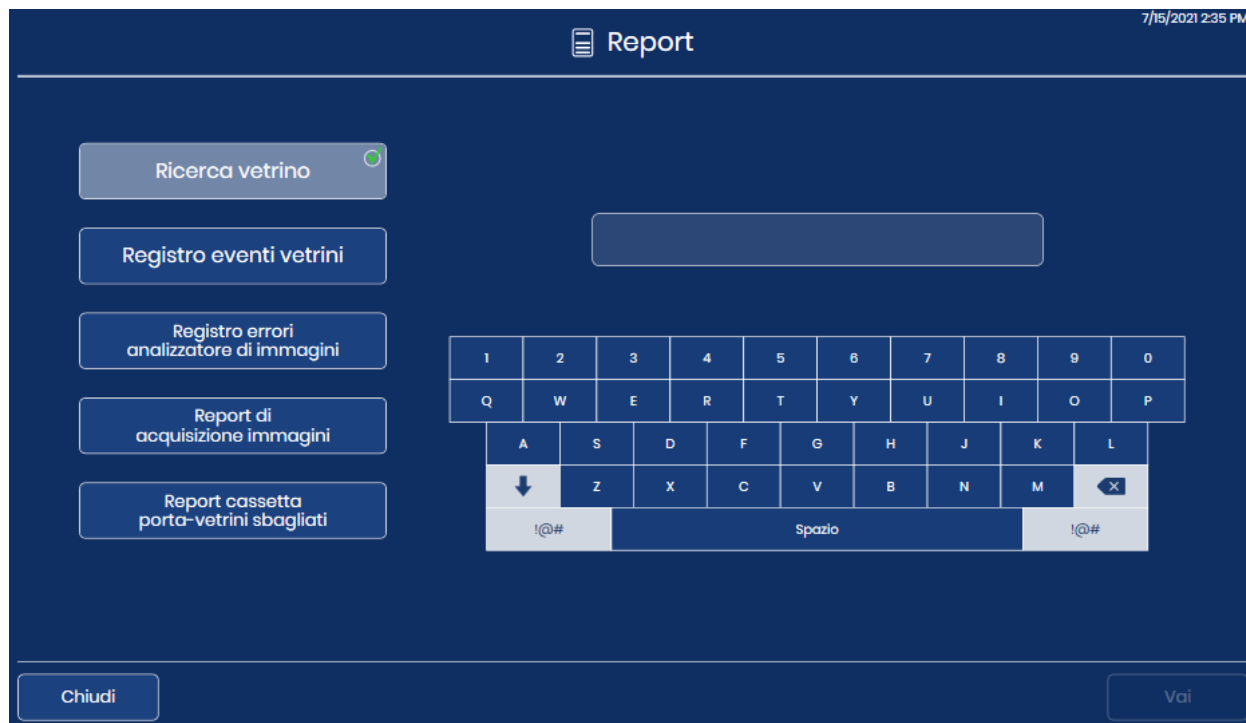 7/15/2021 2:35 PM
Report
Ricerca vetrino
Registro eventi vetrini
Registro errori
analizzatore di immagini
Report di
acquisizione immagini
Report cassetta
porta-vetrini sbagliati
1 2 3 4 5 6 7 8 9 0
Q W E R T Y U I O P
A S D F G H J K L
Z X C V B N M
!@# Spazio !@#
Chiudi
Vai